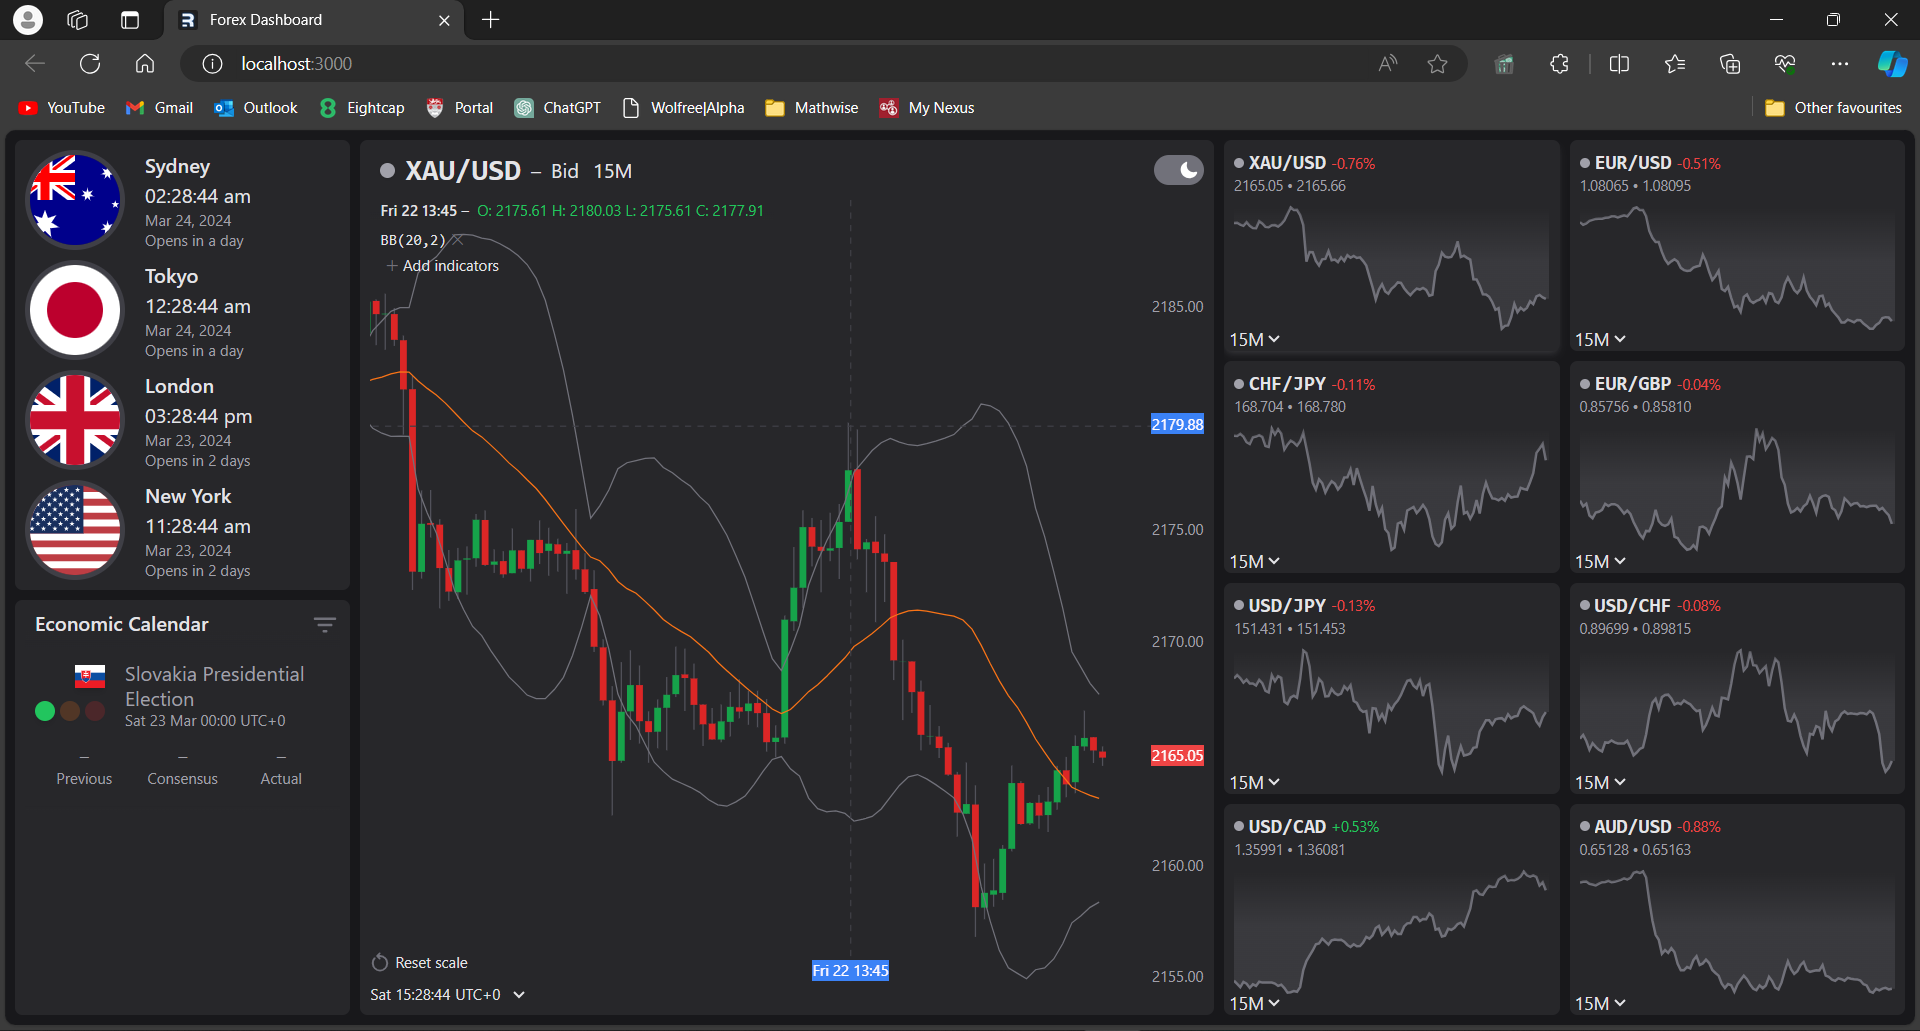 Forex Dashboard
localhost:3000
YouTube
Gmail
Outlook
Eightcap
Portal
ChatGPT
Wolfree|Alpha
Mathwise
My Nexus
Other favourites
Sydney
02:28:44 am
Mar 24, 2024
Opens in a day
Tokyo
12:28:44 am
Mar 24, 2024
Opens in a day
London
03:28:44 pm
Mar 23, 2024
Opens in 2 days
New York
11:28:44 am
Mar 23, 2024
Opens in 2 days
Economic Calendar
Slovakia Presidential
Election
Sat 23 Mar 00:00 UTC+0
– – –
Previous Consensus Actual
XAU/USD – Bid 15M
Fri 22 13:45 – O: 2175.61 H: 2180.03 L: 2175.61 C: 2177.91
BB(20,2)
+ Add indicators
2185.00
2179.88
2175.00
2170.00
2165.05
2160.00
2155.00
Fri 22 13:45
Reset scale
Sat 15:28:44 UTC+0
XAU/USD -0.76%
2165.05 • 2165.66
15M
EUR/USD -0.51%
1.08065 • 1.08095
15M
CHF/JPY -0.11%
168.704 • 168.780
15M
EUR/GBP -0.04%
0.85756 • 0.85810
15M
USD/JPY -0.13%
151.431 • 151.453
15M
USD/CHF -0.08%
0.89699 • 0.89815
15M
USD/CAD +0.53%
1.35991 • 1.36081
15M
AUD/USD -0.88%
0.65128 • 0.65163
15M